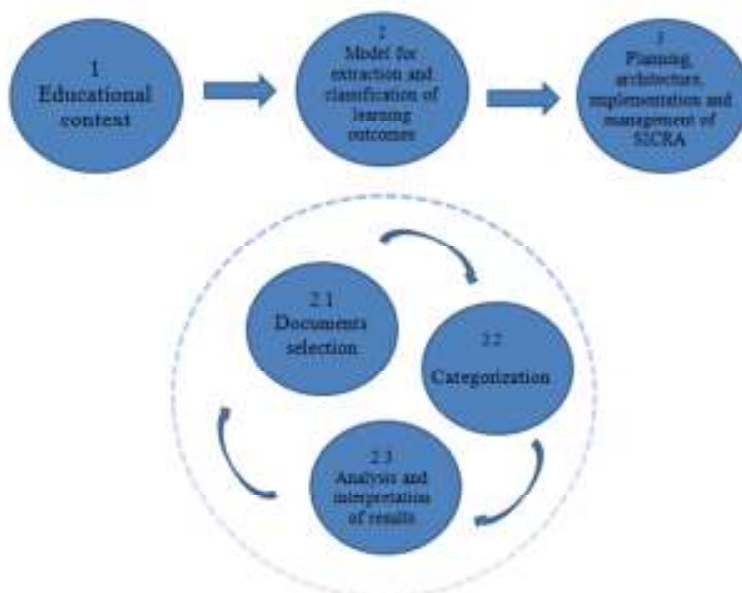 1
Educational
context
2
Model for
extraction and
classification of
learning
outcomes
3
Planning,
architecture,
implementation and
management of
SICRA
2.1
Documents
selection
2.2
Categorization
2.3
Analysis and
interpretation
of results